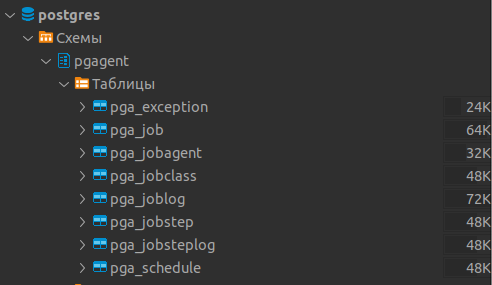 postgres
Схемы
pgagent
Таблицы
pga_exception 24K
pga_job 64K
pga_jobagent 32K
pga_jobclass 48K
pga_joblog 72K
pga_jobstep 48K
pga_jobsteplog 48K
pga_schedule 48K